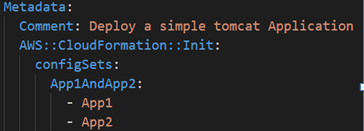 Metadata:
Comment: Deploy a simple tomcat Application
AWS::CloudFormation::Init:
configSets:
App1AndApp2:
- App1
- App2